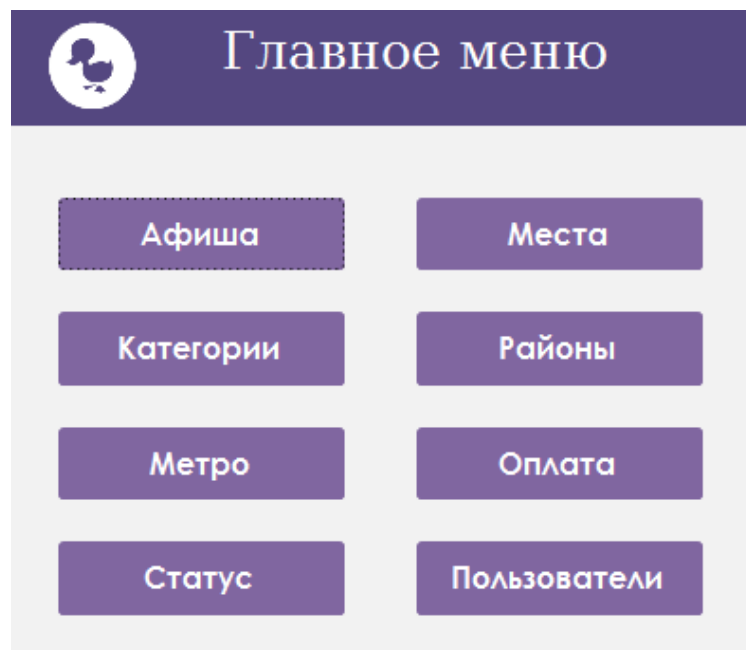 Главное меню
Афиша
Места
Категории
Районы
Метро
Оплата
Статус
Пользователи